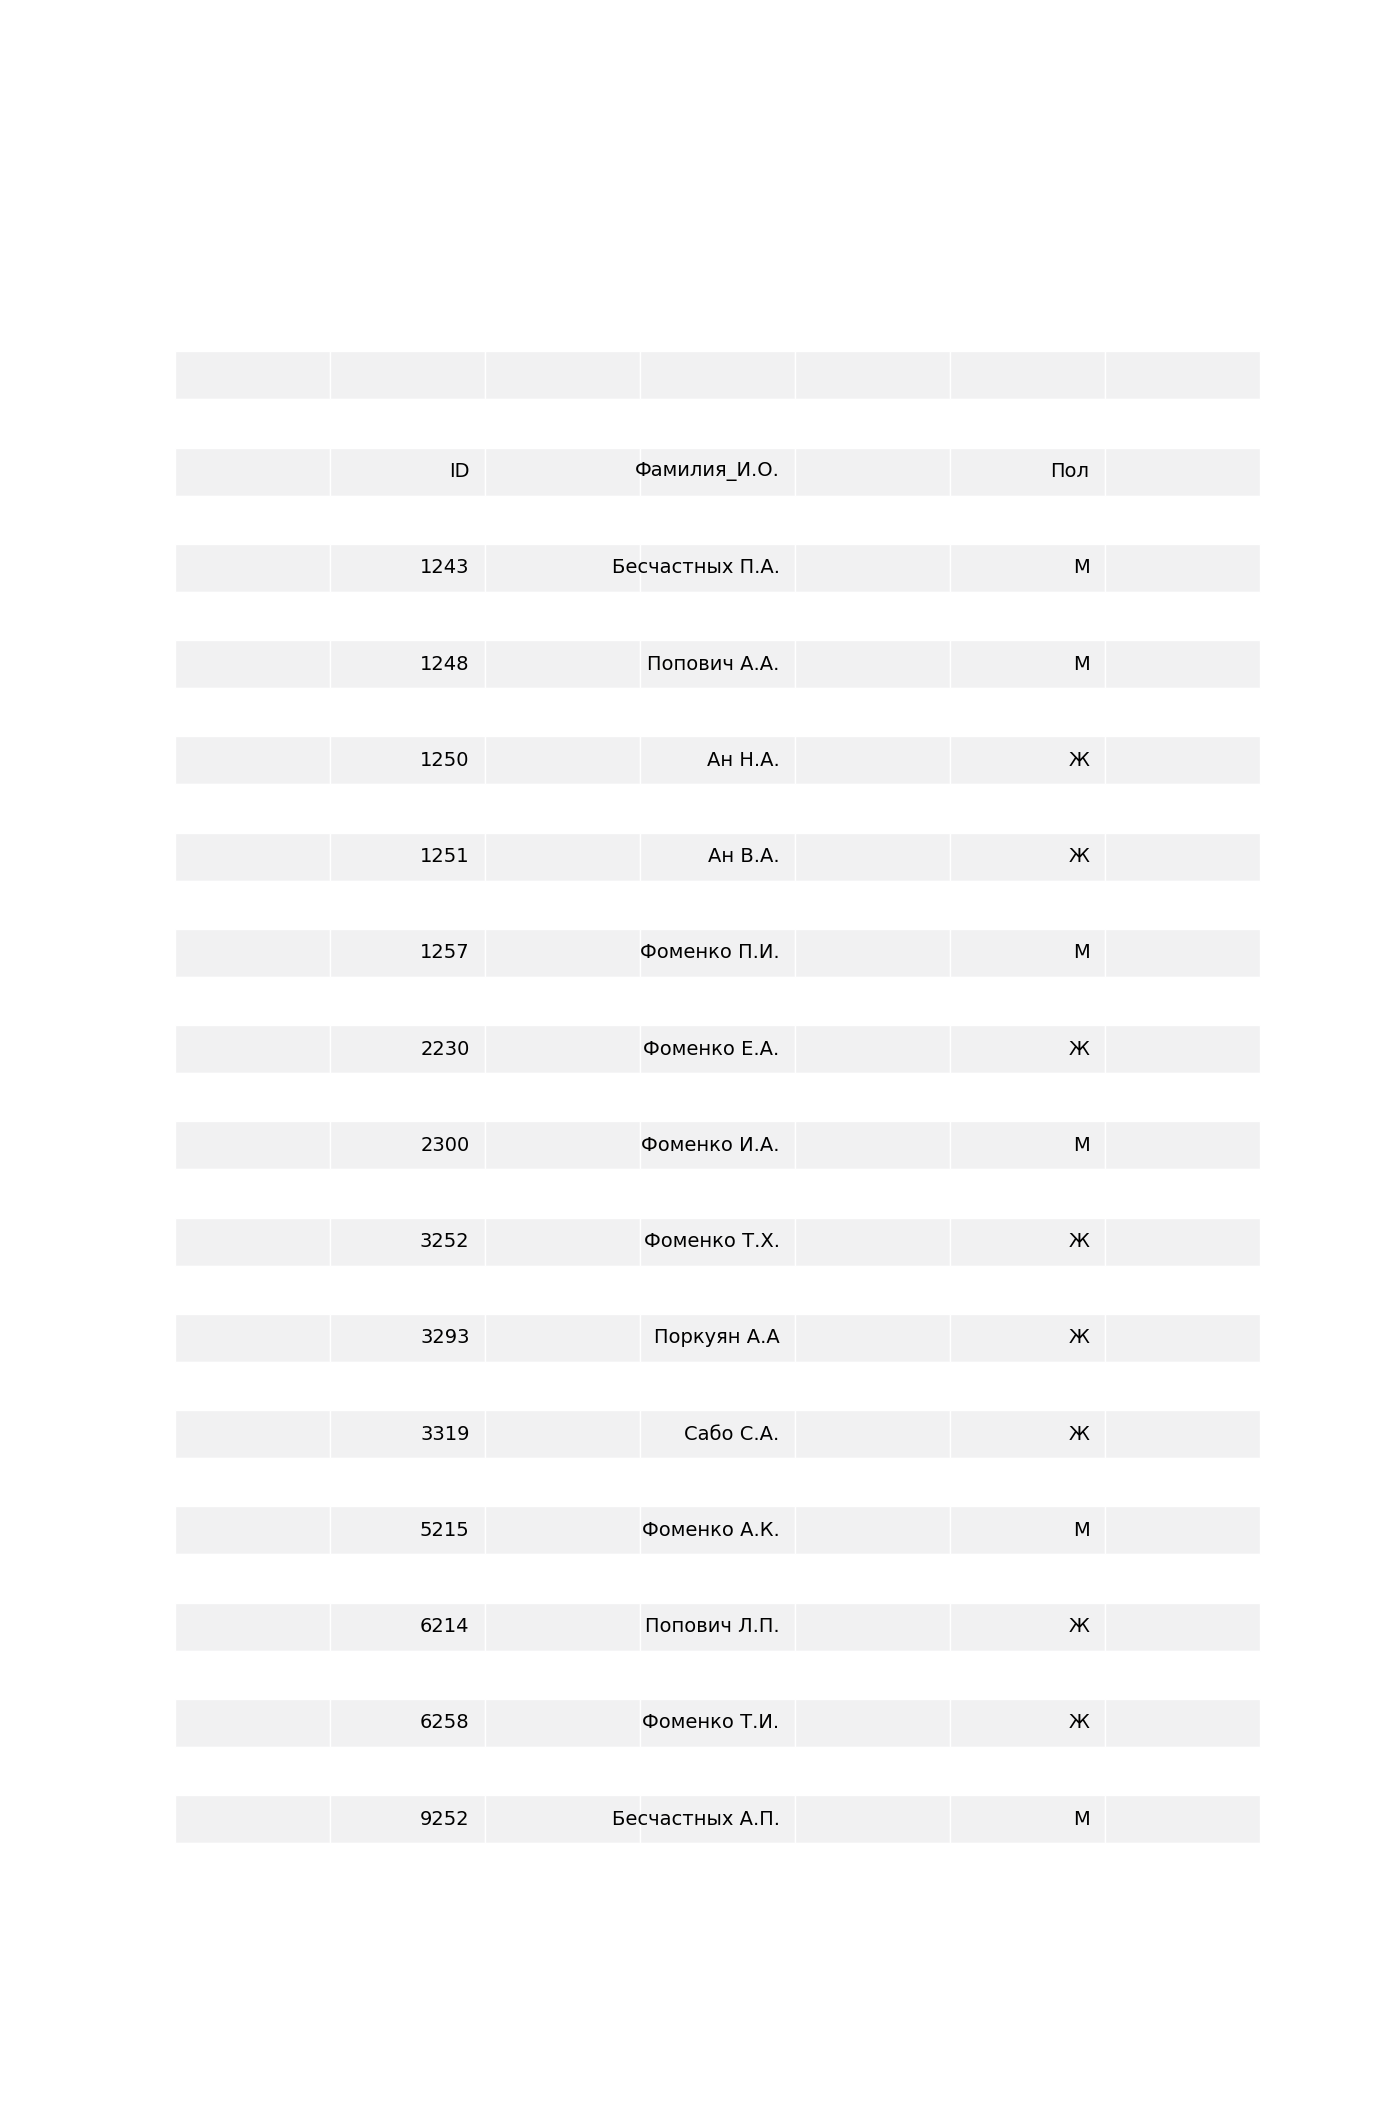 ID Фамилия_И.О. Пол
1243 Бесчастных П.А. М
1248 Попович А.А. М
1250 Ан Н.А. Ж
1251 Ан В.А. Ж
1257 Фоменко П.И. М
2230 Фоменко Е.А. Ж
2300 Фоменко И.А. М
3252 Фоменко Т.Х. Ж
3293 Поркуян А.А Ж
3319 Сабо С.А. Ж
5215 Фоменко А.К. М
6214 Попович Л.П. Ж
6258 Фоменко Т.И. Ж
9252 Бесчастных А.П. М